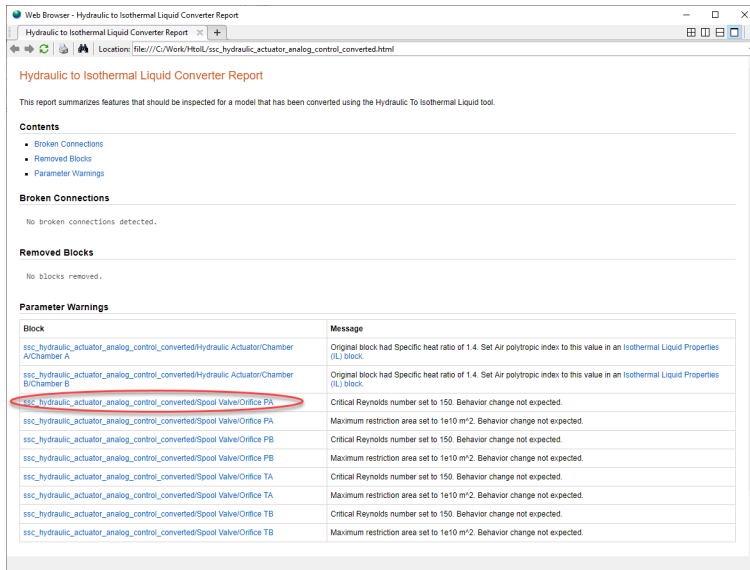 Web Browser - Hydraulic to Isothermal Liquid Converter Report
Hydraulic to Isothermal Liquid Converter Report
Location: file:///C:/Work/HtoIL/ssc_hydraulic_actuator_analog_control_converted.html
Hydraulic to Isothermal Liquid Converter Report
This report summarizes features that should be inspected for a model that has been converted using the Hydraulic To Isothermal Liquid tool.
Contents
Broken Connections
Removed Blocks
Parameter Warnings
Broken Connections
No broken connections detected.
Removed Blocks
No blocks removed.
Parameter Warnings
Block Message
ssc_hydraulic_actuator_analog_control_converted/Hydraulic Actuator/Chamber Original block had Specific heat ratio of 1.4. Set Air polytropic index to this value in an Isothermal Liquid Properties
A/Chamber A (IL) block.
ssc_hydraulic_actuator_analog_control_converted/Hydraulic Actuator/Chamber Original block had Specific heat ratio of 1.4. Set Air polytropic index to this value in an Isothermal Liquid Properties
B/Chamber B (IL) block.
ssc_hydraulic_actuator_analog_control_converted/Spool Valve/Orifice PA Critical Reynolds number set to 150. Behavior change not expected.
ssc_hydraulic_actuator_analog_control_converted/Spool Valve/Orifice PA Maximum restriction area set to 1e10 m^2. Behavior change not expected.
ssc_hydraulic_actuator_analog_control_converted/Spool Valve/Orifice PB Critical Reynolds number set to 150. Behavior change not expected.
ssc_hydraulic_actuator_analog_control_converted/Spool Valve/Orifice PB Maximum restriction area set to 1e10 m^2. Behavior change not expected.
ssc_hydraulic_actuator_analog_control_converted/Spool Valve/Orifice TA Critical Reynolds number set to 150. Behavior change not expected.
ssc_hydraulic_actuator_analog_control_converted/Spool Valve/Orifice TA Maximum restriction area set to 1e10 m^2. Behavior change not expected.
ssc_hydraulic_actuator_analog_control_converted/Spool Valve/Orifice TB Critical Reynolds number set to 150. Behavior change not expected.
ssc_hydraulic_actuator_analog_control_converted/Spool Valve/Orifice TB Maximum restriction area set to 1e10 m^2. Behavior change not expected.